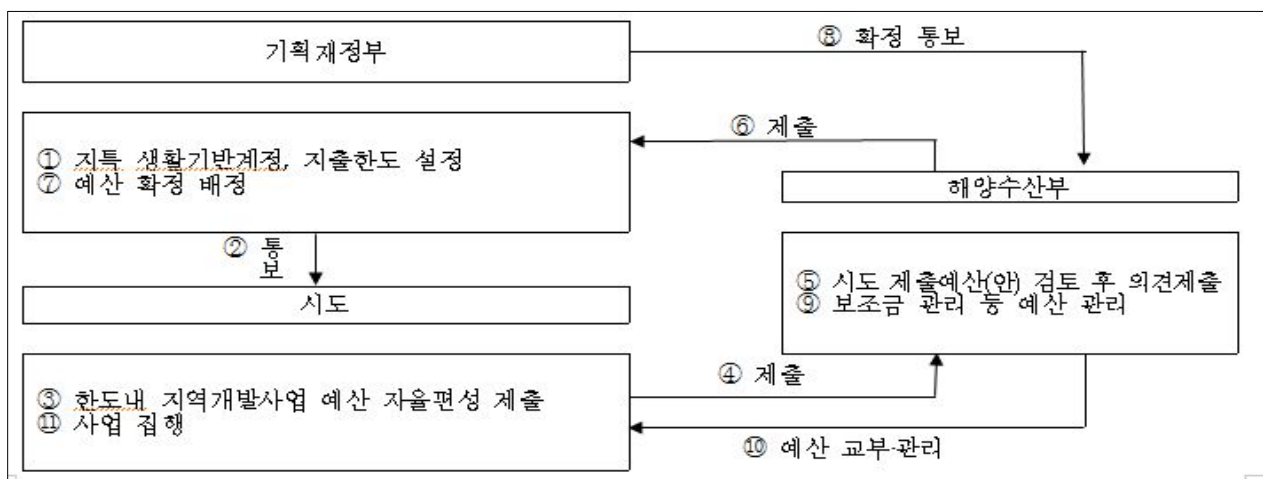 기획재정부
⑧ 확정 통보
① 지특 생활기반계정, 지출한도 설정
⑦ 예산 확정 배정
⑥ 제출
해양수산부
② 통
보
시도
⑤ 시도 제출예산(안) 검토 후 의견제출
⑨ 보조금 관리 등 예산 관리
③ 한도내 지역개발사업 예산 자율편성 제출
⑪ 사업 집행
④ 제출
⑩ 예산 교부·관리